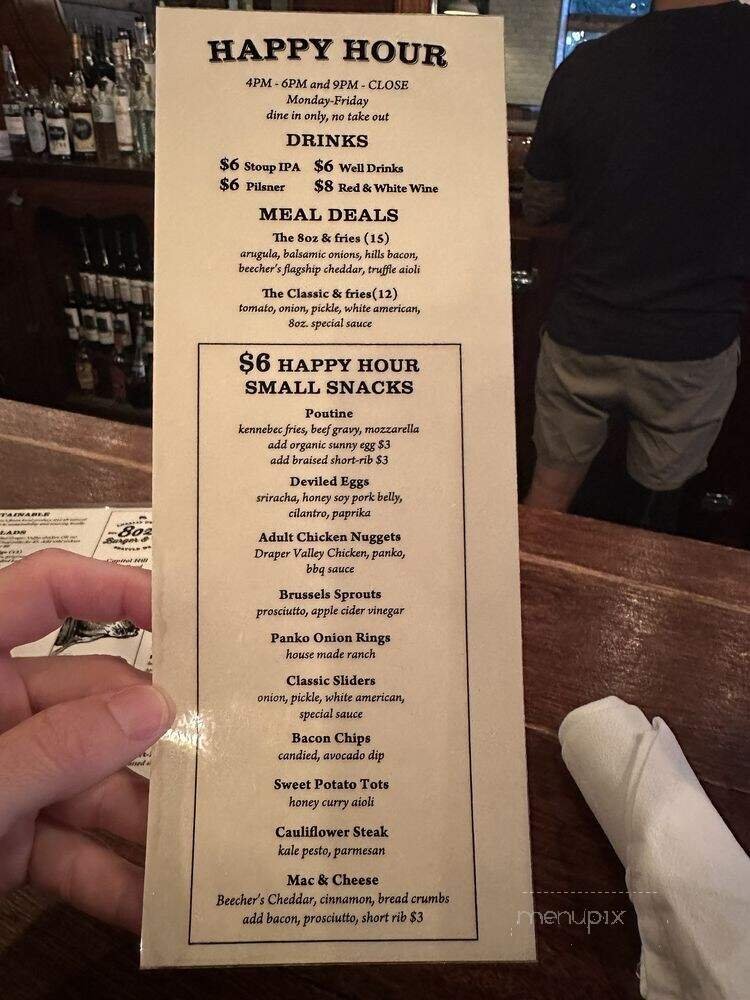 HAPPY HOUR
4PM - 6PM and 9PM - CLOSE
Monday-Friday
dine in only, no take out
DRINKS
$6 Stoup IPA $6 Well Drinks
$6 Pilsner $8 Red & White Wine
MEAL DEALS
The 8oz & fries (15)
arugula, balsamic onions, hills bacon,
beecher's flagship cheddar, truffle aioli
The Classic & fries(12)
tomato, onion, pickle, white american,
8oz. special sauce
$6 HAPPY HOUR
SMALL SNACKS
Poutine
kennebec fries, beef gravy, mozzarella
add organic sunny egg $3
add braised short-rib $3
Deviled Eggs
sriracha, honey soy pork belly,
cilantro, paprika
Adult Chicken Nuggets
Draper Valley Chicken, panko,
bbq sauce
Brussels Sprouts
prosciutto, apple cider vinegar
Panko Onion Rings
house made ranch
Classic Sliders
onion, pickle, white american,
special sauce
Bacon Chips
candied, avocado dip
Sweet Potato Tots
honey curry aioli
Cauliflower Steak
kale pesto, parmesan
Mac & Cheese
Beecher's Cheddar, cinnamon, bread crumbs
add bacon, prosciutto, short rib $3
TAINABLE
LADS
8oz
Burger &
Capitol Hill
menupix